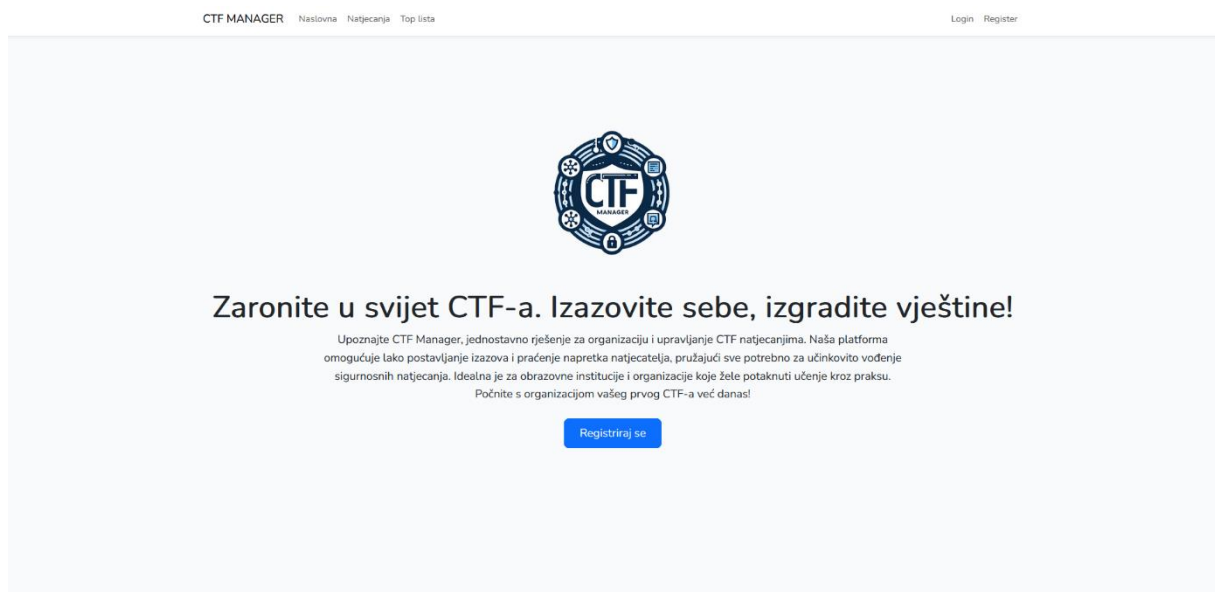 CTF MANAGER Naslovna Natjecanja Top lista Login Register
CTF
MANAGER
Zaronite u svijet CTF-a. Izazovite sebe, izgradite vještine!
Upoznajte CTF Manager, jednostavno rješenje za organizaciju i upravljanje CTF natjecanjima. Naša platforma
omogućuje lako postavljanje izazova i praćenje napretka natjecatelja, pružajući sve potrebno za učinkovito vođenje
sigurnosnih natjecanja. Idealna je za obrazovne institucije i organizacije koje žele potaknuti učenje kroz praksu.
Počnite s organizacijom vašeg prvog CTF-a već danas!
Registriraj se